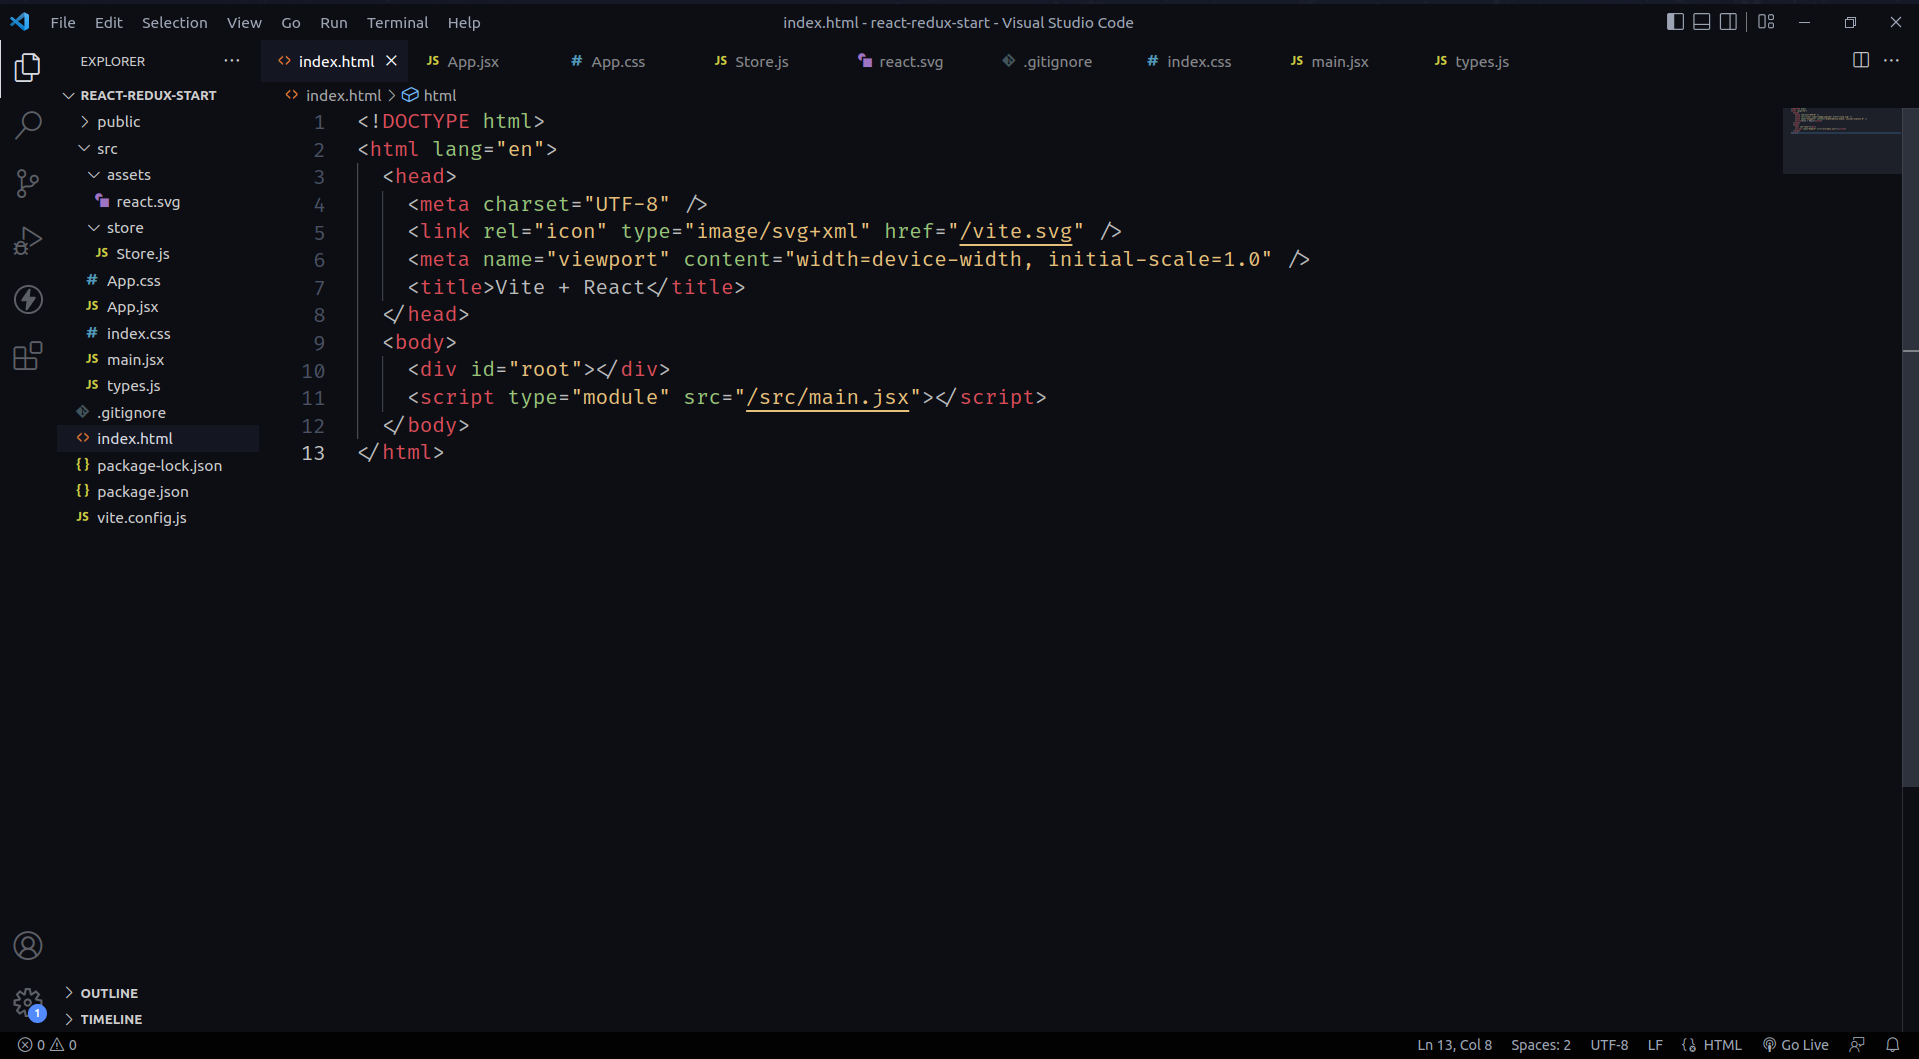 File Edit Selection View Go Run Terminal Help
index.html - react-redux-start - Visual Studio Code
EXPLORER
index.html
JS App.jsx
# App.css
JS Store.js
react.svg
.gitignore
# index.css
JS main.jsx
JS types.js
REACT-REDUX-START
public
src
assets
react.svg
store
JS Store.js
# App.css
JS App.jsx
# index.css
JS main.jsx
JS types.js
.gitignore
index.html
{} package-lock.json
{} package.json
JS vite.config.js
OUTLINE
TIMELINE
1
index.html > html
1 <!DOCTYPE html>
2 <html lang="en">
3 <head>
4 <meta charset="UTF-8" />
5 <link rel="icon" type="image/svg+xml" href="/vite.svg" />
6 <meta name="viewport" content="width=device-width, initial-scale=1.0" />
7 <title>Vite + React</title>
8 </head>
9 <body>
10 <div id="root"></div>
11 <script type="module" src="/src/main.jsx"></script>
12 </body>
13 </html>
0 0
Ln 13, Col 8 Spaces: 2 UTF-8 LF HTML Go Live